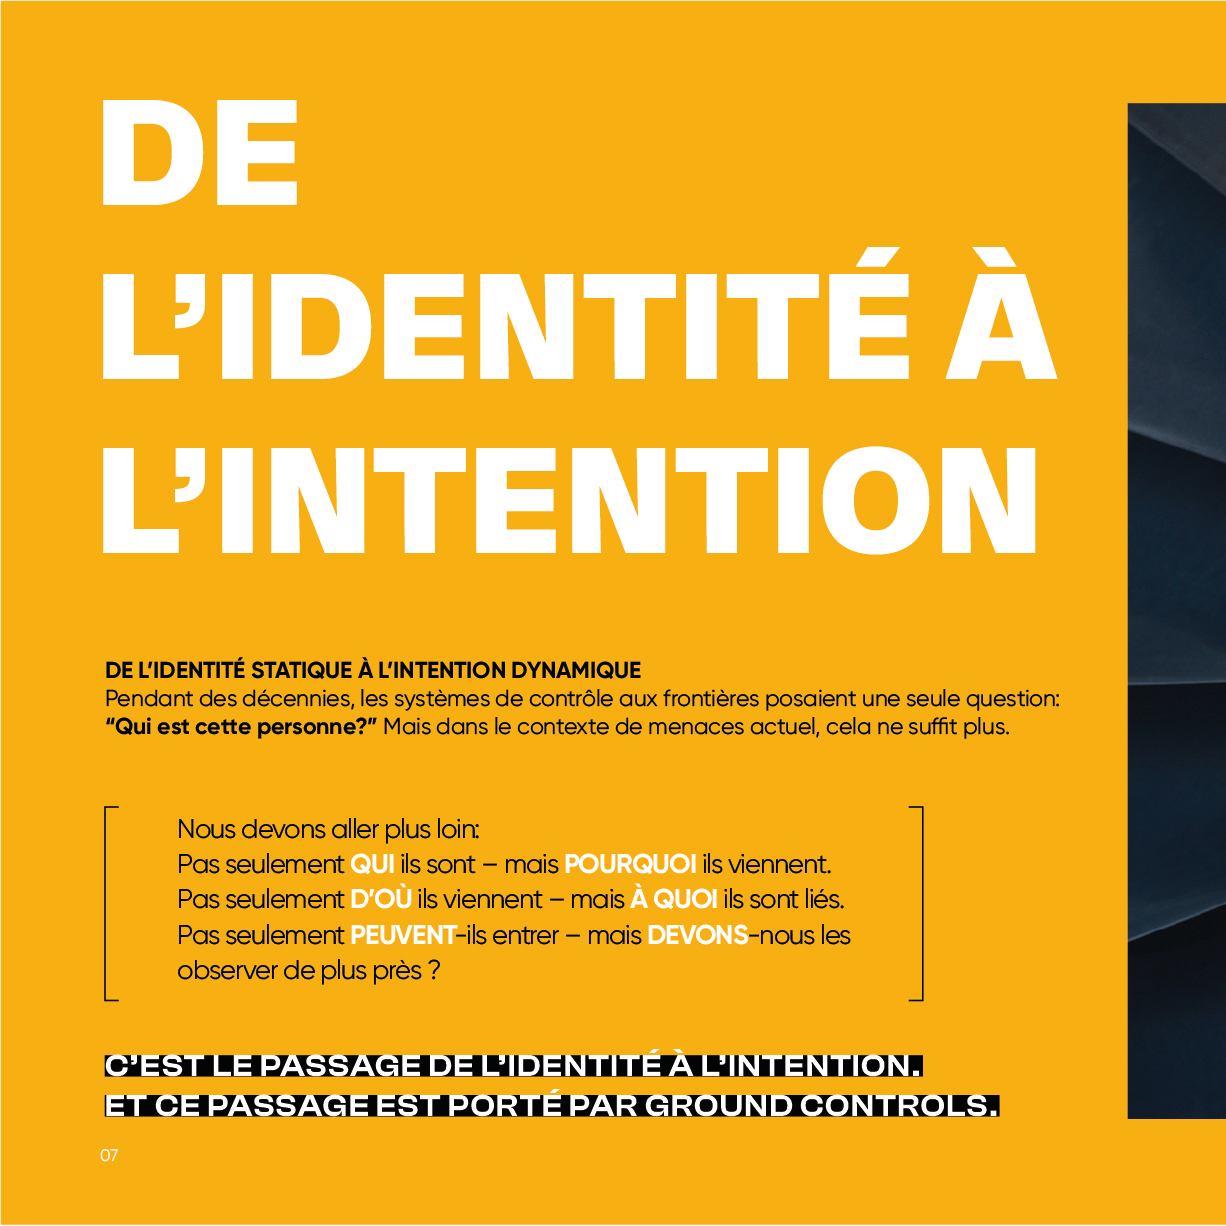 DE
L’IDENTITÉ À
L’INTENTION
DE L’IDENTITÉ STATIQUE À L’INTENTION DYNAMIQUE
Pendant des décennies, les systèmes de contrôle aux frontières posaient une seule question:
“Qui est cette personne?” Mais dans le contexte de menaces actuel, cela ne suffit plus.
Nous devons aller plus loin:
Pas seulement QUI ils sont – mais POURQUOI ils viennent.
Pas seulement D’OÙ ils viennent – mais À QUOI ils sont liés.
Pas seulement PEUVENT-ils entrer – mais DEVONS-nous les
observer de plus près ?
C’EST LE PASSAGE DE L’IDENTITÉ À L’INTENTION.
ET CE PASSAGE EST PORTÉ PAR GROUND CONTROLS.
07